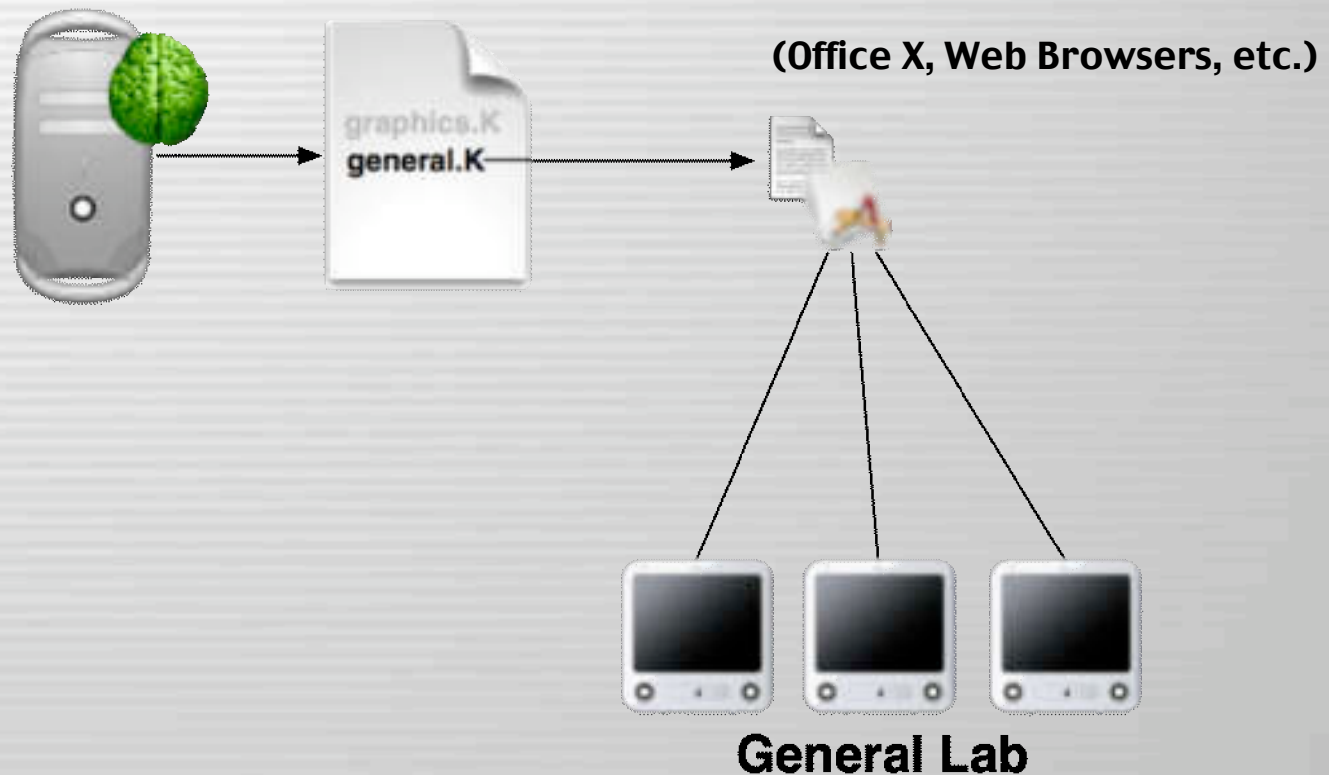 (Office X, Web Browsers, etc.)
graphics.K
general.K
General Lab